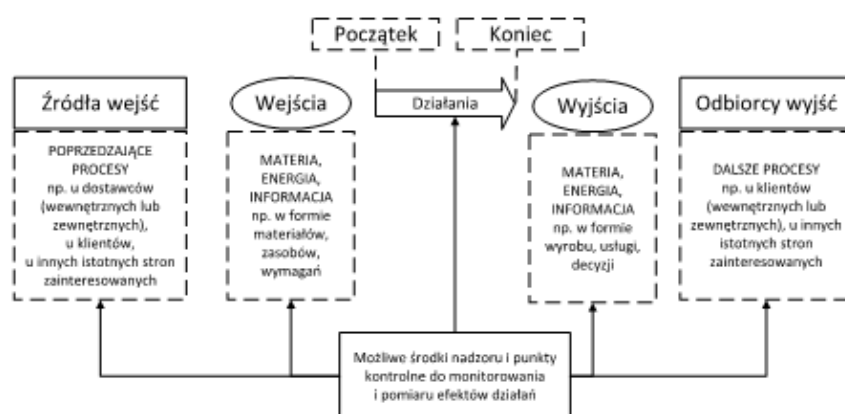 Początek
Koniec
Źródła wejść
Wejścia
Działania
Wyjścia
Odbiorcy wyjść
POPRZEDZAJĄCE
PROCESY
np. u dostawców
(wewnętrznych lub
zewnętrznych),
u klientów,
u innych istotnych stron
zainteresowanych
MATERIA,
ENERGIA,
INFORMACJA
np. w formie
materiałów,
zasobów,
wymagań
MATERIA,
ENERGIA,
INFORMACJA
np. w formie
wyrobu, usługi,
decyzji
DALSZE PROCESY
np. u klientów
(wewnętrznych lub
zewnętrznych), u innych
istotnych stron
zainteresowanych
Możliwe środki nadzoru i punkty
kontrolne do monitorowania
i pomiaru efektów działań